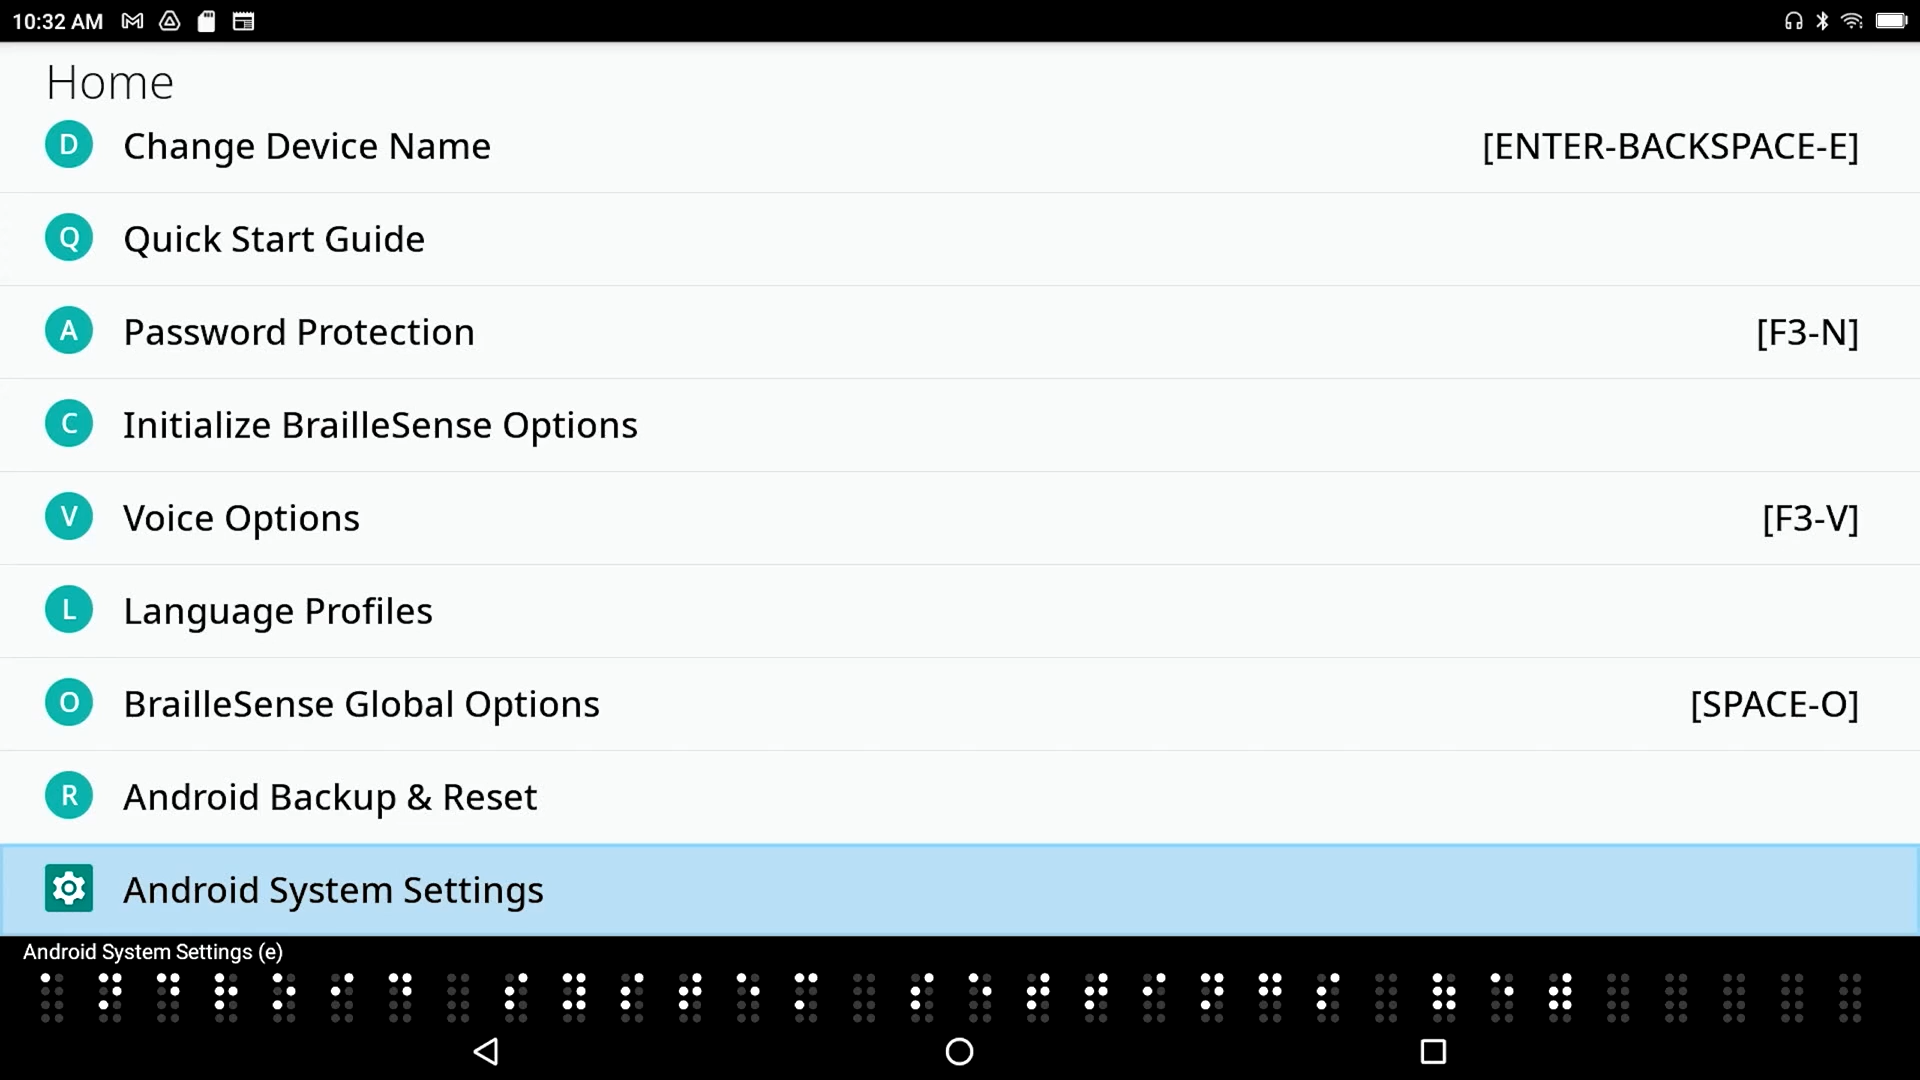 10:32 AM
Home
D Change Device Name [ENTER-BACKSPACE-E]
Q Quick Start Guide
A Password Protection [F3-N]
C Initialize BrailleSense Options
V Voice Options [F3-V]
L Language Profiles
O BrailleSense Global Options [SPACE-O]
R Android Backup & Reset
Android System Settings
Android System Settings (e)
⠁⠝⠙⠗⠕⠊⠙⠀⠎⠽⠎⠞⠑⠍⠀⠎⠑⠞⠞⠊⠝⠛⠎⠀⠷⠑⠾